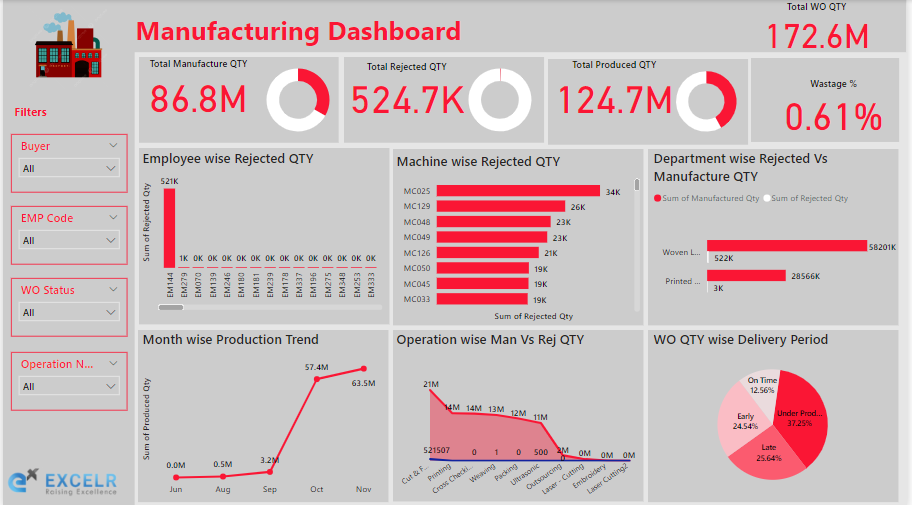 Manufacturing Dashboard
Total WO QTY
172.6M
Total Manufacture QTY
86.8M
Total Rejected QTY
524.7K
Total Produced QTY
124.7M
Wastage %
0.61%
Filters
Buyer
All
EMP Code
All
WO Status
All
Operation N...
All
EXCELR
Raising Excellence
Employee wise Rejected QTY
Sum of Rejected Qty
521K
1K 0K 0K 0K 0K 0K 0K 0K 0K 0K 0K 0K 0K
EM144
EM279
EM070
EM139
EM246
EM180
EM181
EM239
EM178
EM337
EM196
EM275
EM348
EM253
EM333
Machine wise Rejected QTY
MC025 34K
MC129 26K
MC048 23K
MC049 23K
MC126 21K
MC050 19K
MC045 19K
MC033 19K
Sum of Rejected Qty
Department wise Rejected Vs
Manufacture QTY
Sum of Manufactured Qty Sum of Rejected Qty
Woven L... 58201K
522K
Printed ... 28566K
3K
Month wise Production Trend
Sum of Produced Qty
0.0M
0.5M
3.2M
57.4M
63.5M
Jun Aug Sep Oct Nov
Operation wise Man Vs Rej QTY
21M
14M 14M 13M 12M 11M
2M 0M 0M 0M
521507 0 1 0 500 0
Cut & F...
Printing
Cross Checki...
Weaving
Packing
Ultrasonic
Outsourcing
Laser - Cutting
Embroidery
Laser Cutting2
WO QTY wise Delivery Period
On Time
12.56%
Under Prod...
37.25%
Early
24.54%
Late
25.64%